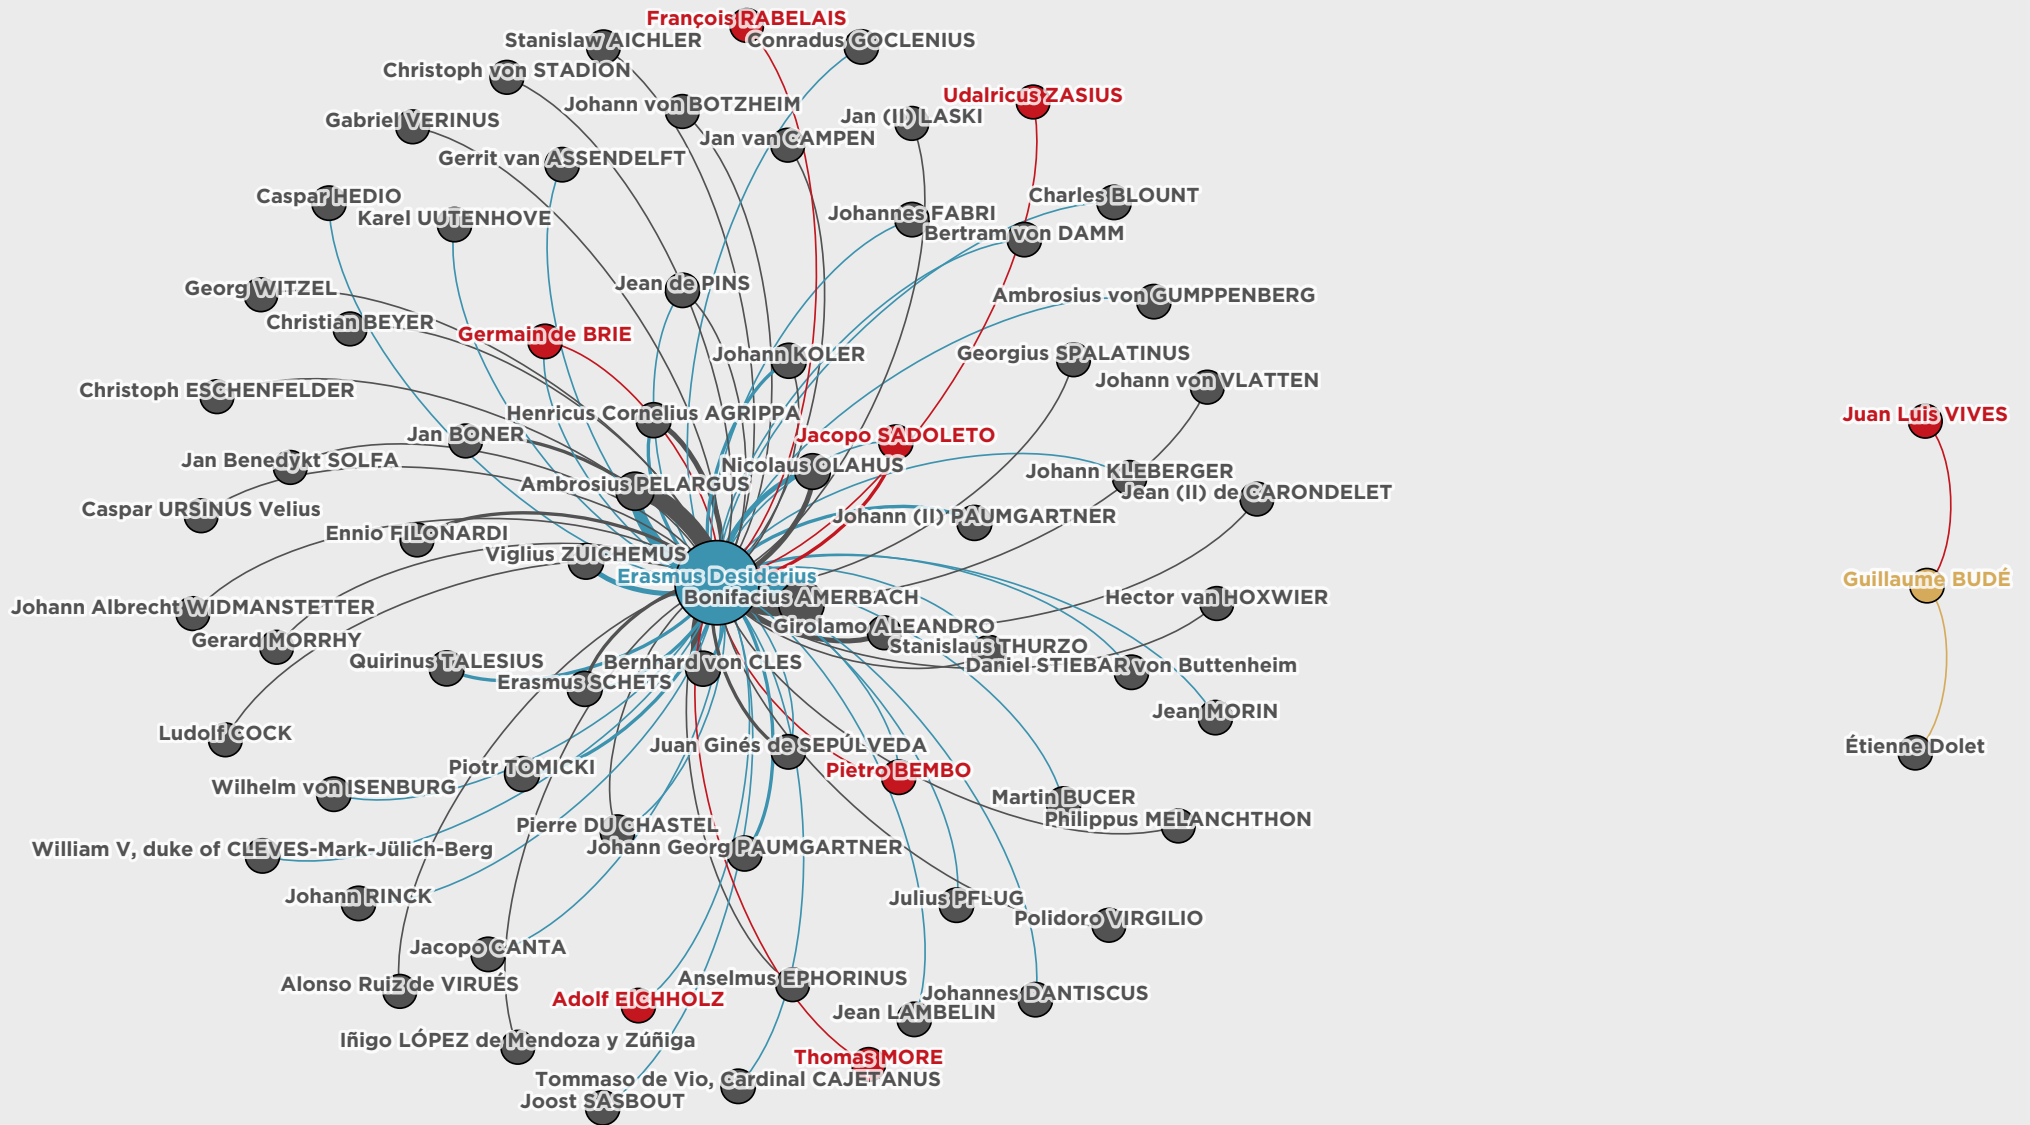 François RABELAIS
Stanislaw AICHLER
Conradus GOCLENIUS
Christoph von STADION
Udalricus ZASIUS
Johann von BOTZHEIM
Jan (II) LASKI
Gabriel VERINUS
Jan van CAMPEN
Gerrit van ASSENDELFT
Caspar HEDIO
Charles BLOUNT
Karel UUTENHOVE
Johannes FABRI
Bertram von DAMM
Jean de PINS
Georg WITZEL
Ambrosius von GUMPPENBERG
Christian BEYER
Germain de BRIE
Johann KOLER
Georgius SPALATINUS
Johann von VLATTEN
Christoph ESCHENFELDER
Henricus Cornelius AGRIPPA
Juan Luis VIVES
Jan BONER
Jacopo SADOLETO
Jan Benedykt SOLFA
Nicolaus OLAHUS
Johann KLEBERGER
Ambrosius PELARGUS
Jean (II) de CARONDELET
Caspar URSINUS Velius
Johann (II) PAUMGARTNER
Ennio FILONARDI
Viglius ZUICHEMUS
Erasmus Desiderius
Guillaume BUDÉ
Bonifacius AMERBACH
Hector van HOXWIER
Johann Albrecht WIDMANSTETTER
Girolamo ALEANDRO
Gerard MORRHY
Stanislaus THURZO
Quirinus TALESIUS
Bernhard von CLES
Daniel STIEBAR von Buttenheim
Erasmus SCHETS
Jean MORIN
Ludolf COCK
Juan Ginés de SEPÚLVEDA
Étienne Dolet
Piotr TOMICKI
Pietro BEMBO
Wilhelm von ISENBURG
Martin BUCER
Philippus MELANCHTHON
Pierre DU CHASTEL
Johann Georg PAUMGARTNER
William V, duke of CLEVES-Mark-Jülich-Berg
Johann RINCK
Julius PFLUG
Polidoro VIRGILIO
Jacopo CANTA
Anselmus EPHORINUS
Alonso Ruiz de VIRUÉS
Adolf EICHHOLZ
Johannes DANTISCUS
Jean LAMBELIN
Iñigo LÓPEZ de Mendoza y Zúñiga
Thomas MORE
Tommaso de Vio, Cardinal CAJETANUS
Joost SASBOUT